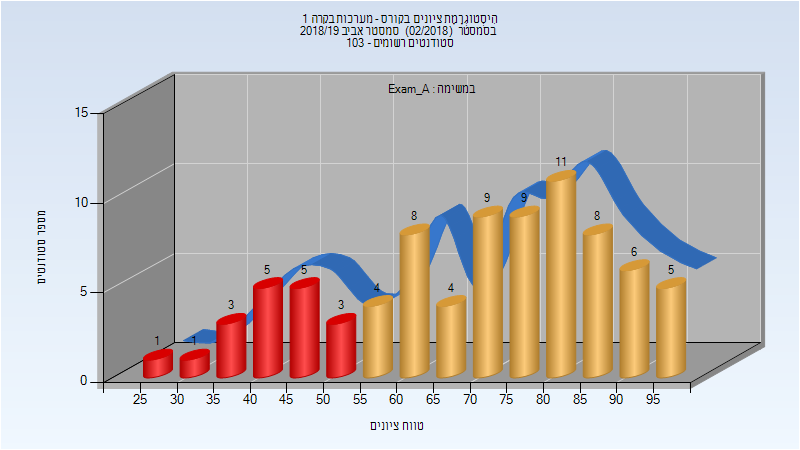 היסטוגרמת ציונים בקורס - מערכות בקרה 1
בסמסטר (02/2018) סמסטר אביב 2018/19
סטודנטים רשומים - 103
במשימה : Exam_A
15
10
5
0
מספר סטודנטים
1
1
3
5
5
3
4
8
4
9
9
11
8
6
5
25 30 35 40 45 50 55 60 65 70 75 80 85 90 95
טווח ציונים